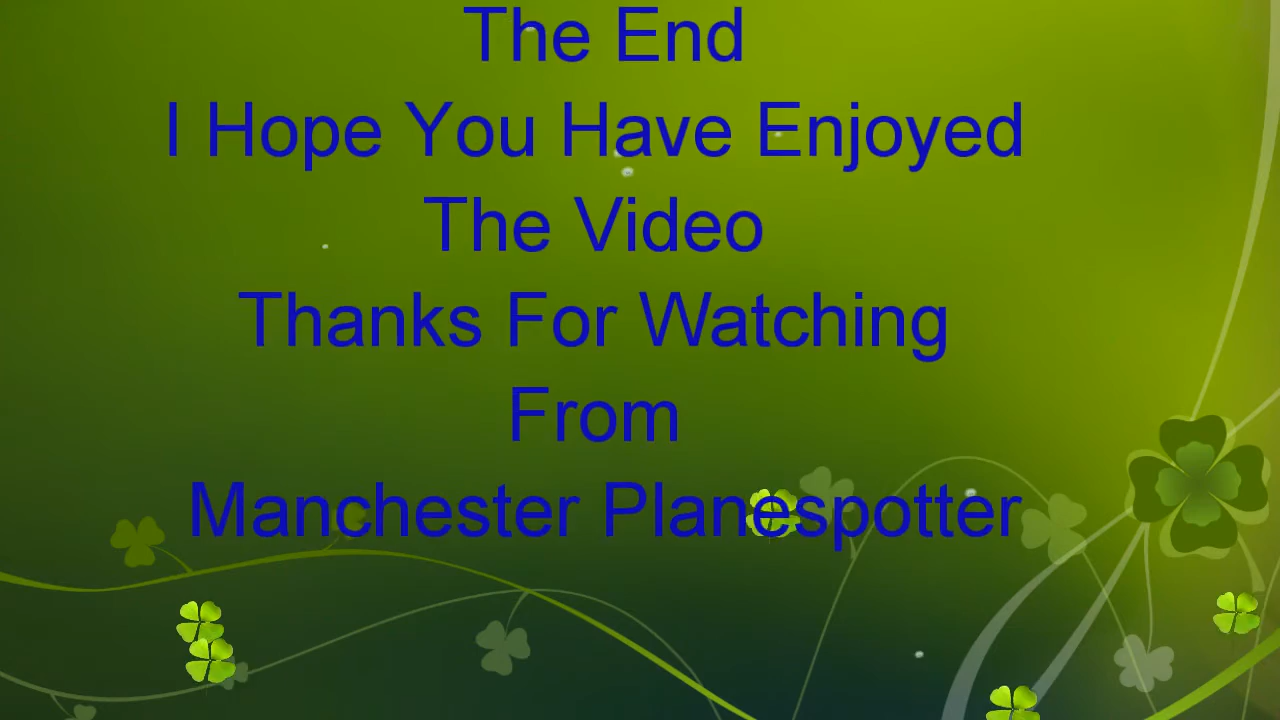 The End
I Hope You Have Enjoyed
The Video
Thanks For Watching
From
Manchester Planespotter